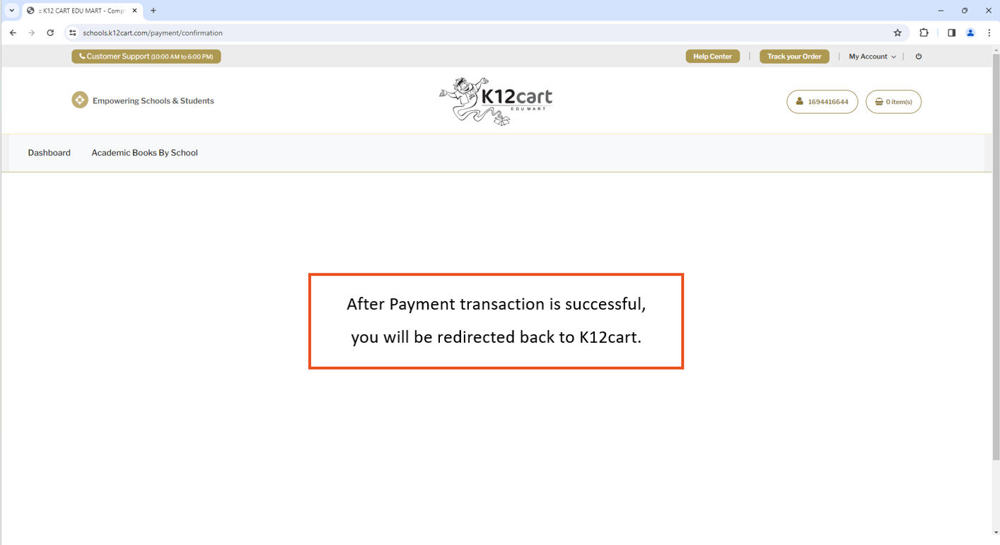 :: K12 CART EDU MART - Compl
schools.k12cart.com/payment/confirmation
Customer Support (10:00 AM to 6:00 PM)
Help Center
Track your Order
My Account
Empowering Schools & Students
K12cart
EDU MART
1694416644
0 item(s)
Dashboard
Academic Books By School
After Payment transaction is successful,
you will be redirected back to K12cart.